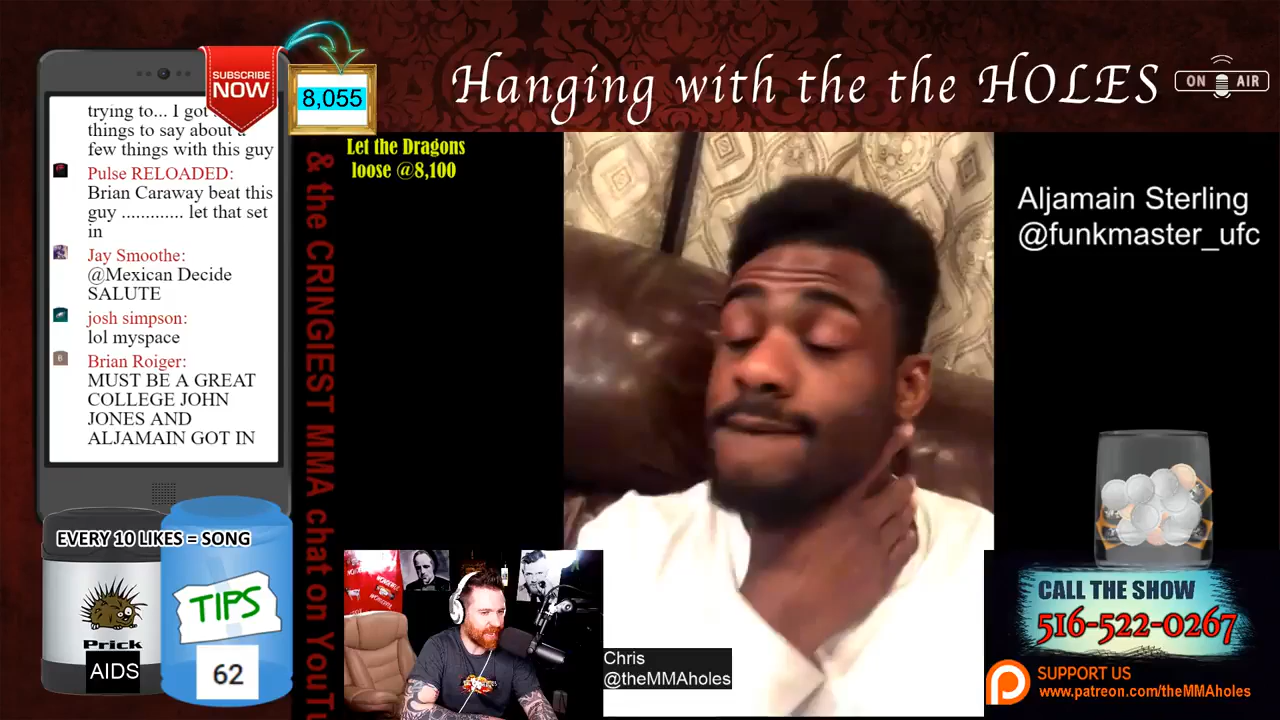 Hanging with the the HOLES
ON AIR
SUBSCRIBE
NOW
8,055
trying to... I got
things to say about a
few things with this guy
Pulse RELOADED:
Brian Caraway beat this
guy ............. let that set
in
Jay Smoothe:
@Mexican Decide
SALUTE
josh simpson:
lol myspace
Brian Roiger:
MUST BE A GREAT
COLLEGE JOHN
JONES AND
ALJAMAIN GOT IN
Let the Dragons
loose @8,100
& the CRINGIEST MMA chat on YouTu
Aljamain Sterling
@funkmaster_ufc
EVERY 10 LIKES = SONG
Prick
AIDS
TIPS
62
Chris
@theMMAholes
CALL THE SHOW
516-522-0267
SUPPORT US
www.patreon.com/theMMAholes